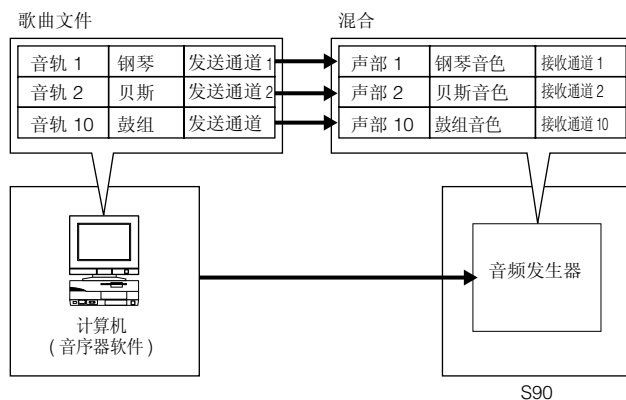 歌曲文件
混合
音轨 1 钢琴 发送通道 1 声部 1 钢琴音色 接收通道 1
音轨 2 贝斯 发送通道 2 声部 2 贝斯音色 接收通道 2
音轨 10 鼓组 发送通道 声部 10 鼓组音色 接收通道 10
音频发生器
计算机
(音序器软件)
S90